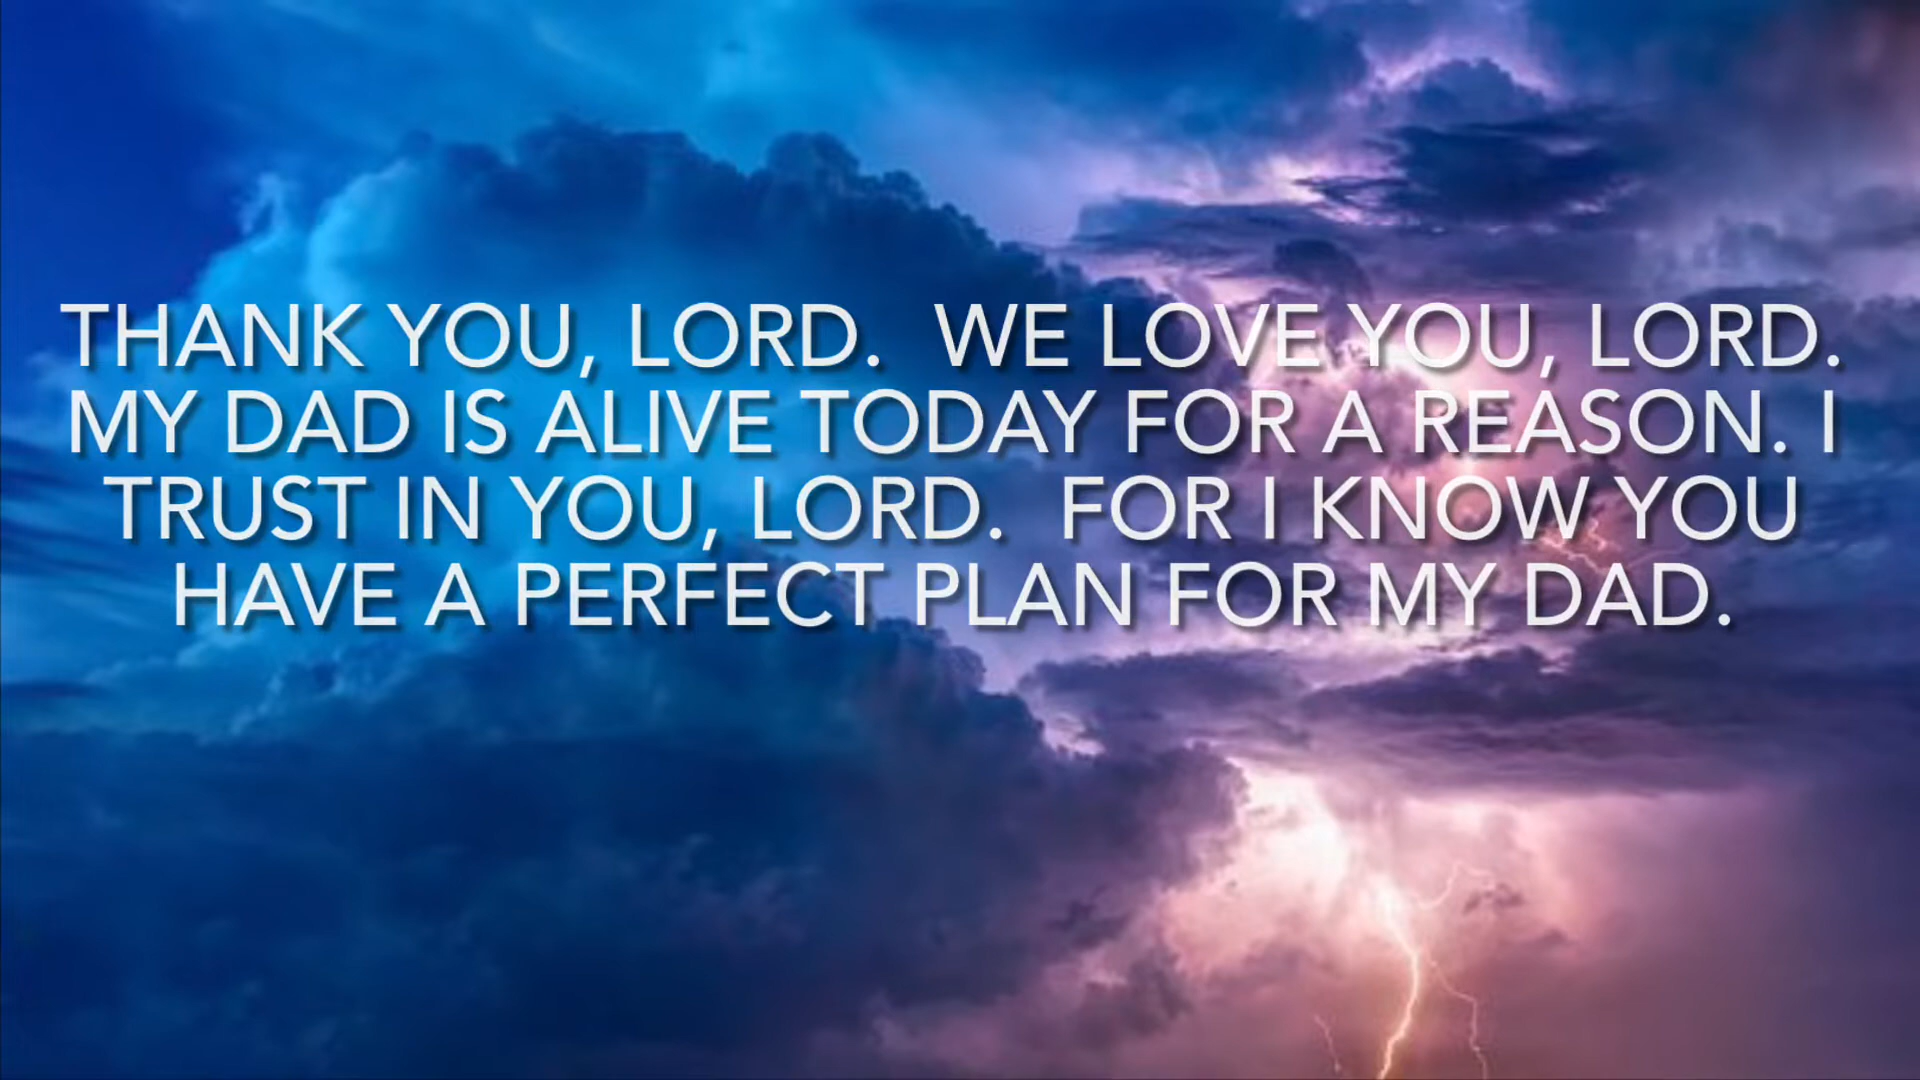 THANK YOU, LORD.  WE LOVE YOU, LORD.
MY DAD IS ALIVE TODAY FOR A REASON. I
TRUST IN YOU, LORD.  FOR I KNOW YOU
HAVE A PERFECT PLAN FOR MY DAD.